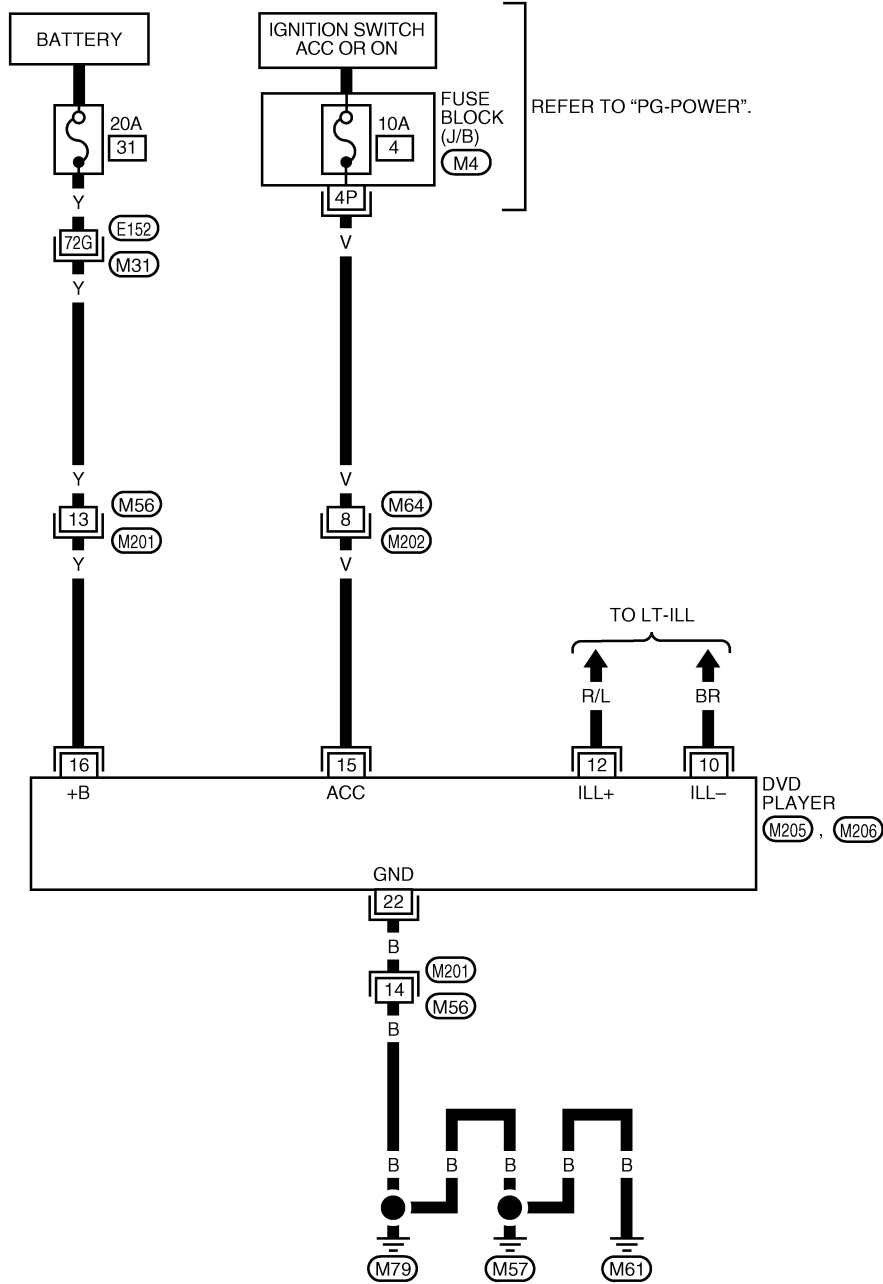 BATTERY
IGNITION SWITCH
ACC OR ON
20A
31
10A
4
FUSE
BLOCK
(J/B)
M4
REFER TO “PG-POWER”.
4P
Y
V
72G
E152
M31
Y
Y
V
13
M56
M201
8
M64
M202
Y
V
TO LT-ILL
R/L
BR
16
15
12
10
+B
ACC
ILL+
ILL–
DVD
PLAYER
M205 , M206
GND
22
B
14
M201
M56
B
B
B
B
B
B
M79
M57
M61